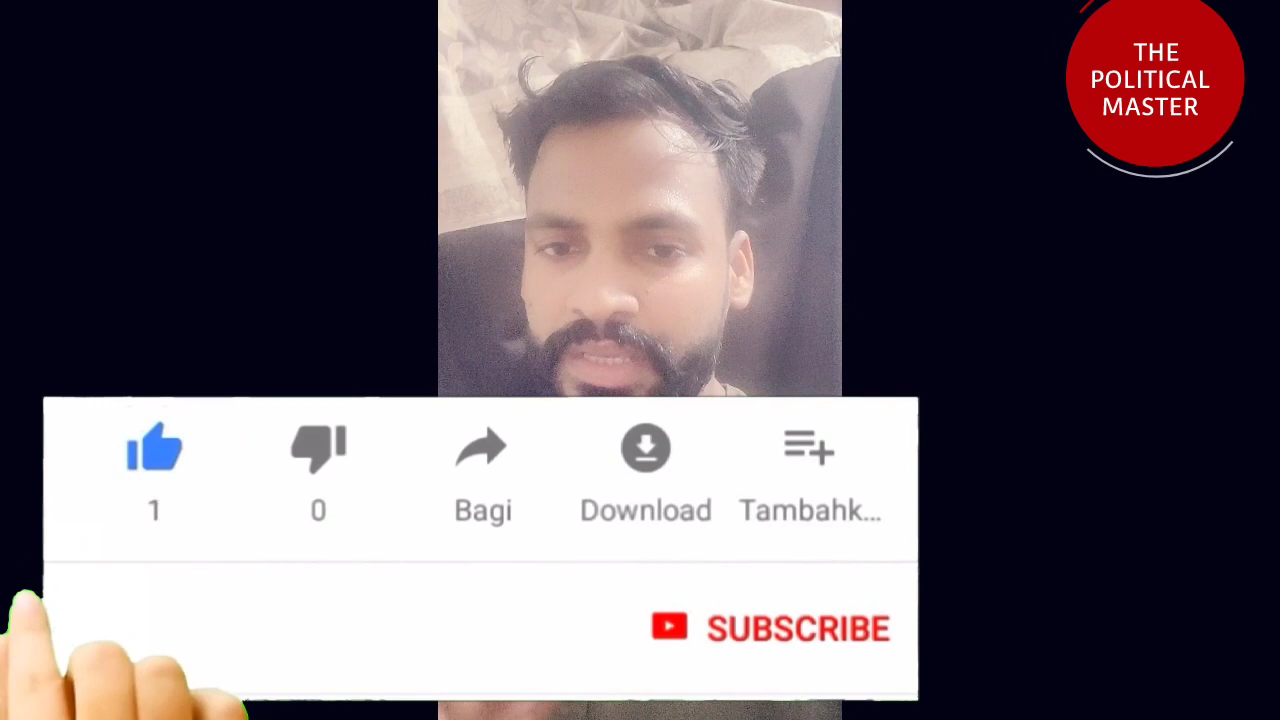 THE
POLITICAL
MASTER
1
0
Bagi
Download
Tambahk...
SUBSCRIBE